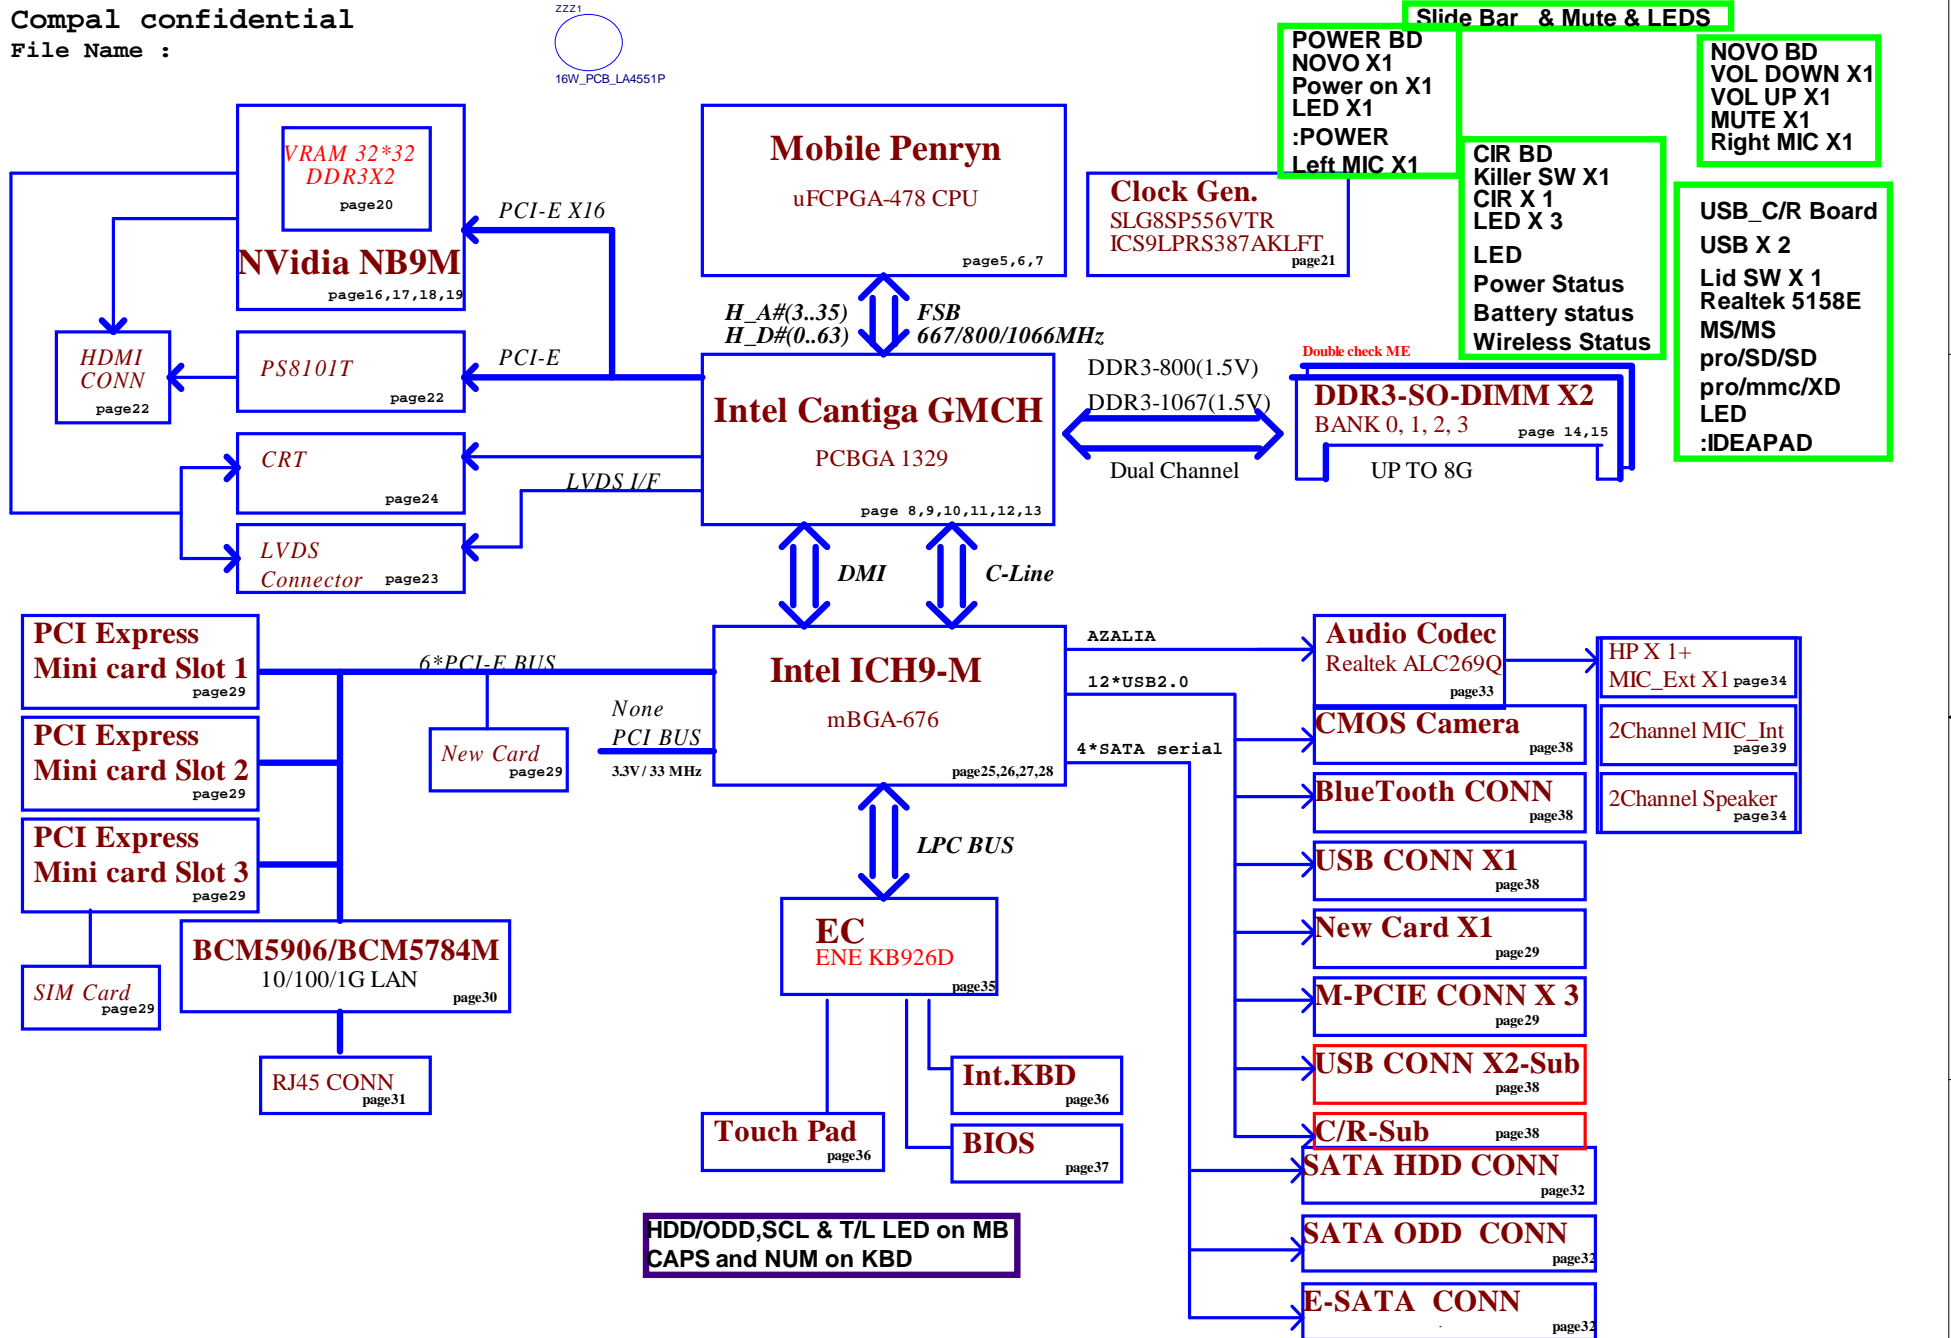 Compal confidential
File Name :
ZZZ1
16W_PCB_LA4551P
Slide Bar & Mute & LEDS
POWER BD
NOVO X1
Power on X1
LED X1
:POWER
Left MIC X1
NOVO BD
VOL DOWN X1
VOL UP X1
MUTE X1
Right MIC X1
CIR BD
Killer SW X1
CIR X 1
LED X 3
LED
Power Status
Battery status
Wireless Status
USB_C/R Board
USB X 2
Lid SW X 1
Realtek 5158E
MS/MS
pro/SD/SD
pro/mmc/XD
LED
:IDEAPAD
VRAM 32*32
DDR3X2
page20
NVidia NB9M
page16,17,18,19
PCI-E X16
Mobile Penryn
uFCPGA-478 CPU
page5,6,7
Clock Gen.
SLG8SP556VTR
ICS9LPRS387AKLFT
page21
H_A#(3..35)
H_D#(0..63)
FSB
667/800/1066MHz
HDMI
CONN
page22
PS8101T
page22
PCI-E
Intel Cantiga GMCH
PCBGA 1329
page 8,9,10,11,12,13
DDR3-800(1.5V)
DDR3-1067(1.5V)
Dual Channel
Double check ME
DDR3-SO-DIMM X2
BANK 0, 1, 2, 3
page 14,15
UP TO 8G
CRT
page24
LVDS I/F
LVDS
Connector
page23
DMI
C-Line
PCI Express
Mini card Slot 1
page29
PCI Express
Mini card Slot 2
page29
PCI Express
Mini card Slot 3
page29
6*PCI-E BUS
New Card
page29
None
PCI BUS
3.3V / 33 MHz
Intel ICH9-M
mBGA-676
page25,26,27,28
AZALIA
12*USB2.0
4*SATA serial
Audio Codec
Realtek ALC269Q
page33
HP X 1+
MIC_Ext X1
page34
2Channel MIC_Int
page39
2Channel Speaker
page34
CMOS Camera
page38
BlueTooth CONN
page38
USB CONN X1
page38
New Card X1
page29
M-PCIE CONN X 3
page29
USB CONN X2-Sub
page38
C/R-Sub
page38
SATA HDD CONN
page32
SATA ODD CONN
page32
E-SATA CONN
page32
LPC BUS
EC
ENE KB926D
page35
SIM Card
page29
BCM5906/BCM5784M
10/100/1G LAN
page30
RJ45 CONN
page31
Int.KBD
page36
Touch Pad
page36
BIOS
page37
HDD/ODD,SCL & T/L LED on MB
CAPS and NUM on KBD